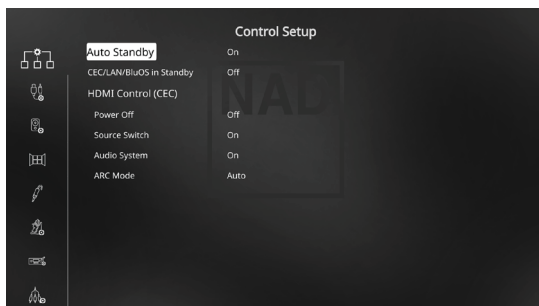 Control Setup
Auto Standby On
CEC/LAN/BluOS in Standby Off
HDMI Control (CEC)
Power Off Off
Source Switch On
Audio System On
ARC Mode Auto
NAD